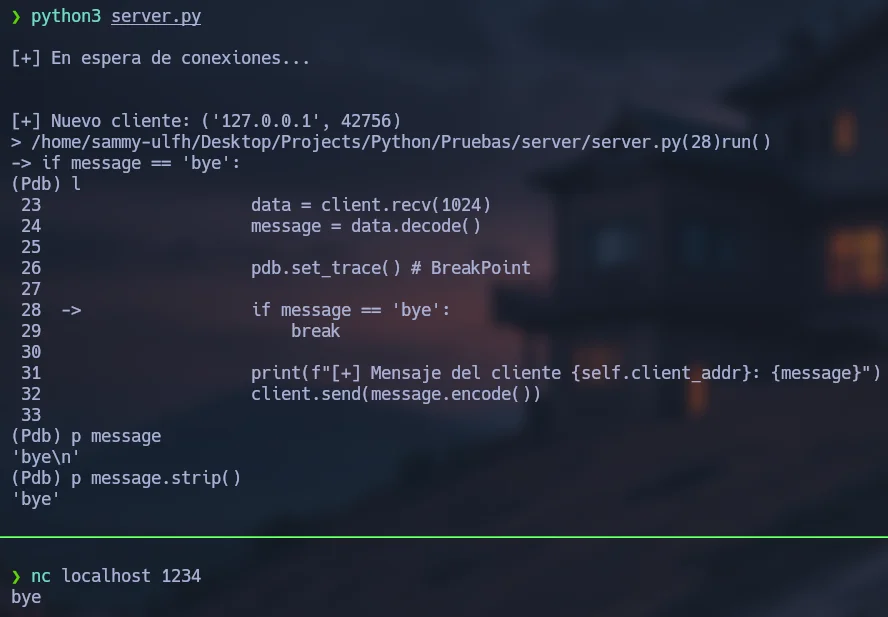 ❯ python3 server.py
[+] En espera de conexiones...
[+] Nuevo cliente: ('127.0.0.1', 42756)
> /home/sammy-ulfh/Desktop/Projects/Python/Pruebas/server/server.py(28)run()
-> if message == 'bye':
(Pdb) l
23 data = client.recv(1024)
24 message = data.decode()
25
26 pdb.set_trace() # BreakPoint
27
28 -> if message == 'bye':
29 break
30
31 print(f"[+] Mensaje del cliente {self.client_addr}: {message}")
32 client.send(message.encode())
33
(Pdb) p message
'bye\n'
(Pdb) p message.strip()
'bye'
❯ nc localhost 1234
bye